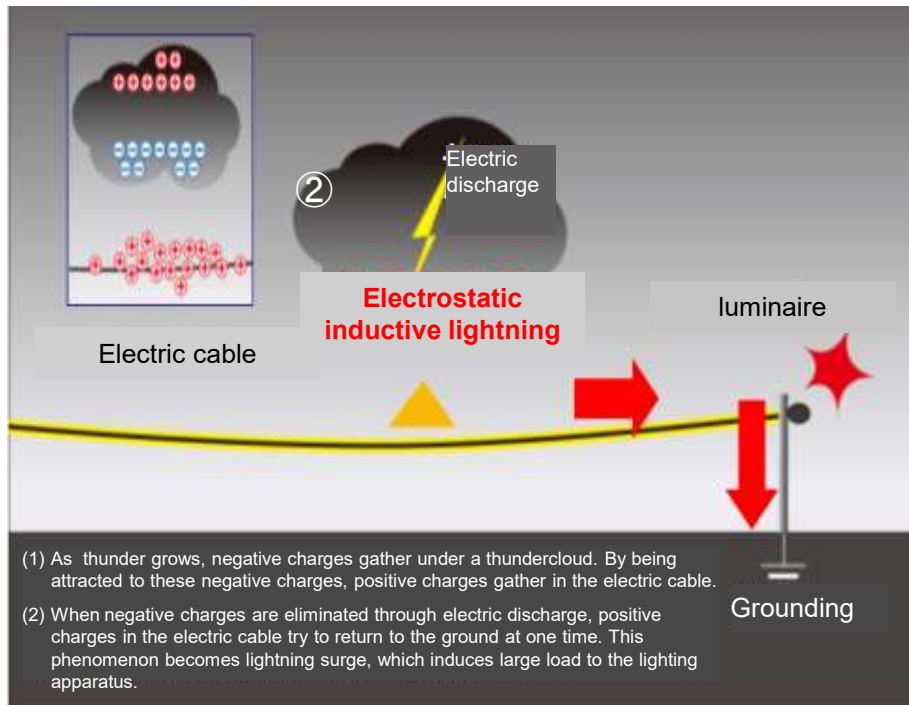 ②
Electric
discharge
Electrostatic
inductive lightning
luminaire
Electric cable
(1) As thunder grows, negative charges gather under a thundercloud. By being
attracted to these negative charges, positive charges gather in the electric cable.
(2) When negative charges are eliminated through electric discharge, positive
charges in the electric cable try to return to the ground at one time. This
phenomenon becomes lightning surge, which induces large load to the lighting
apparatus.
Grounding